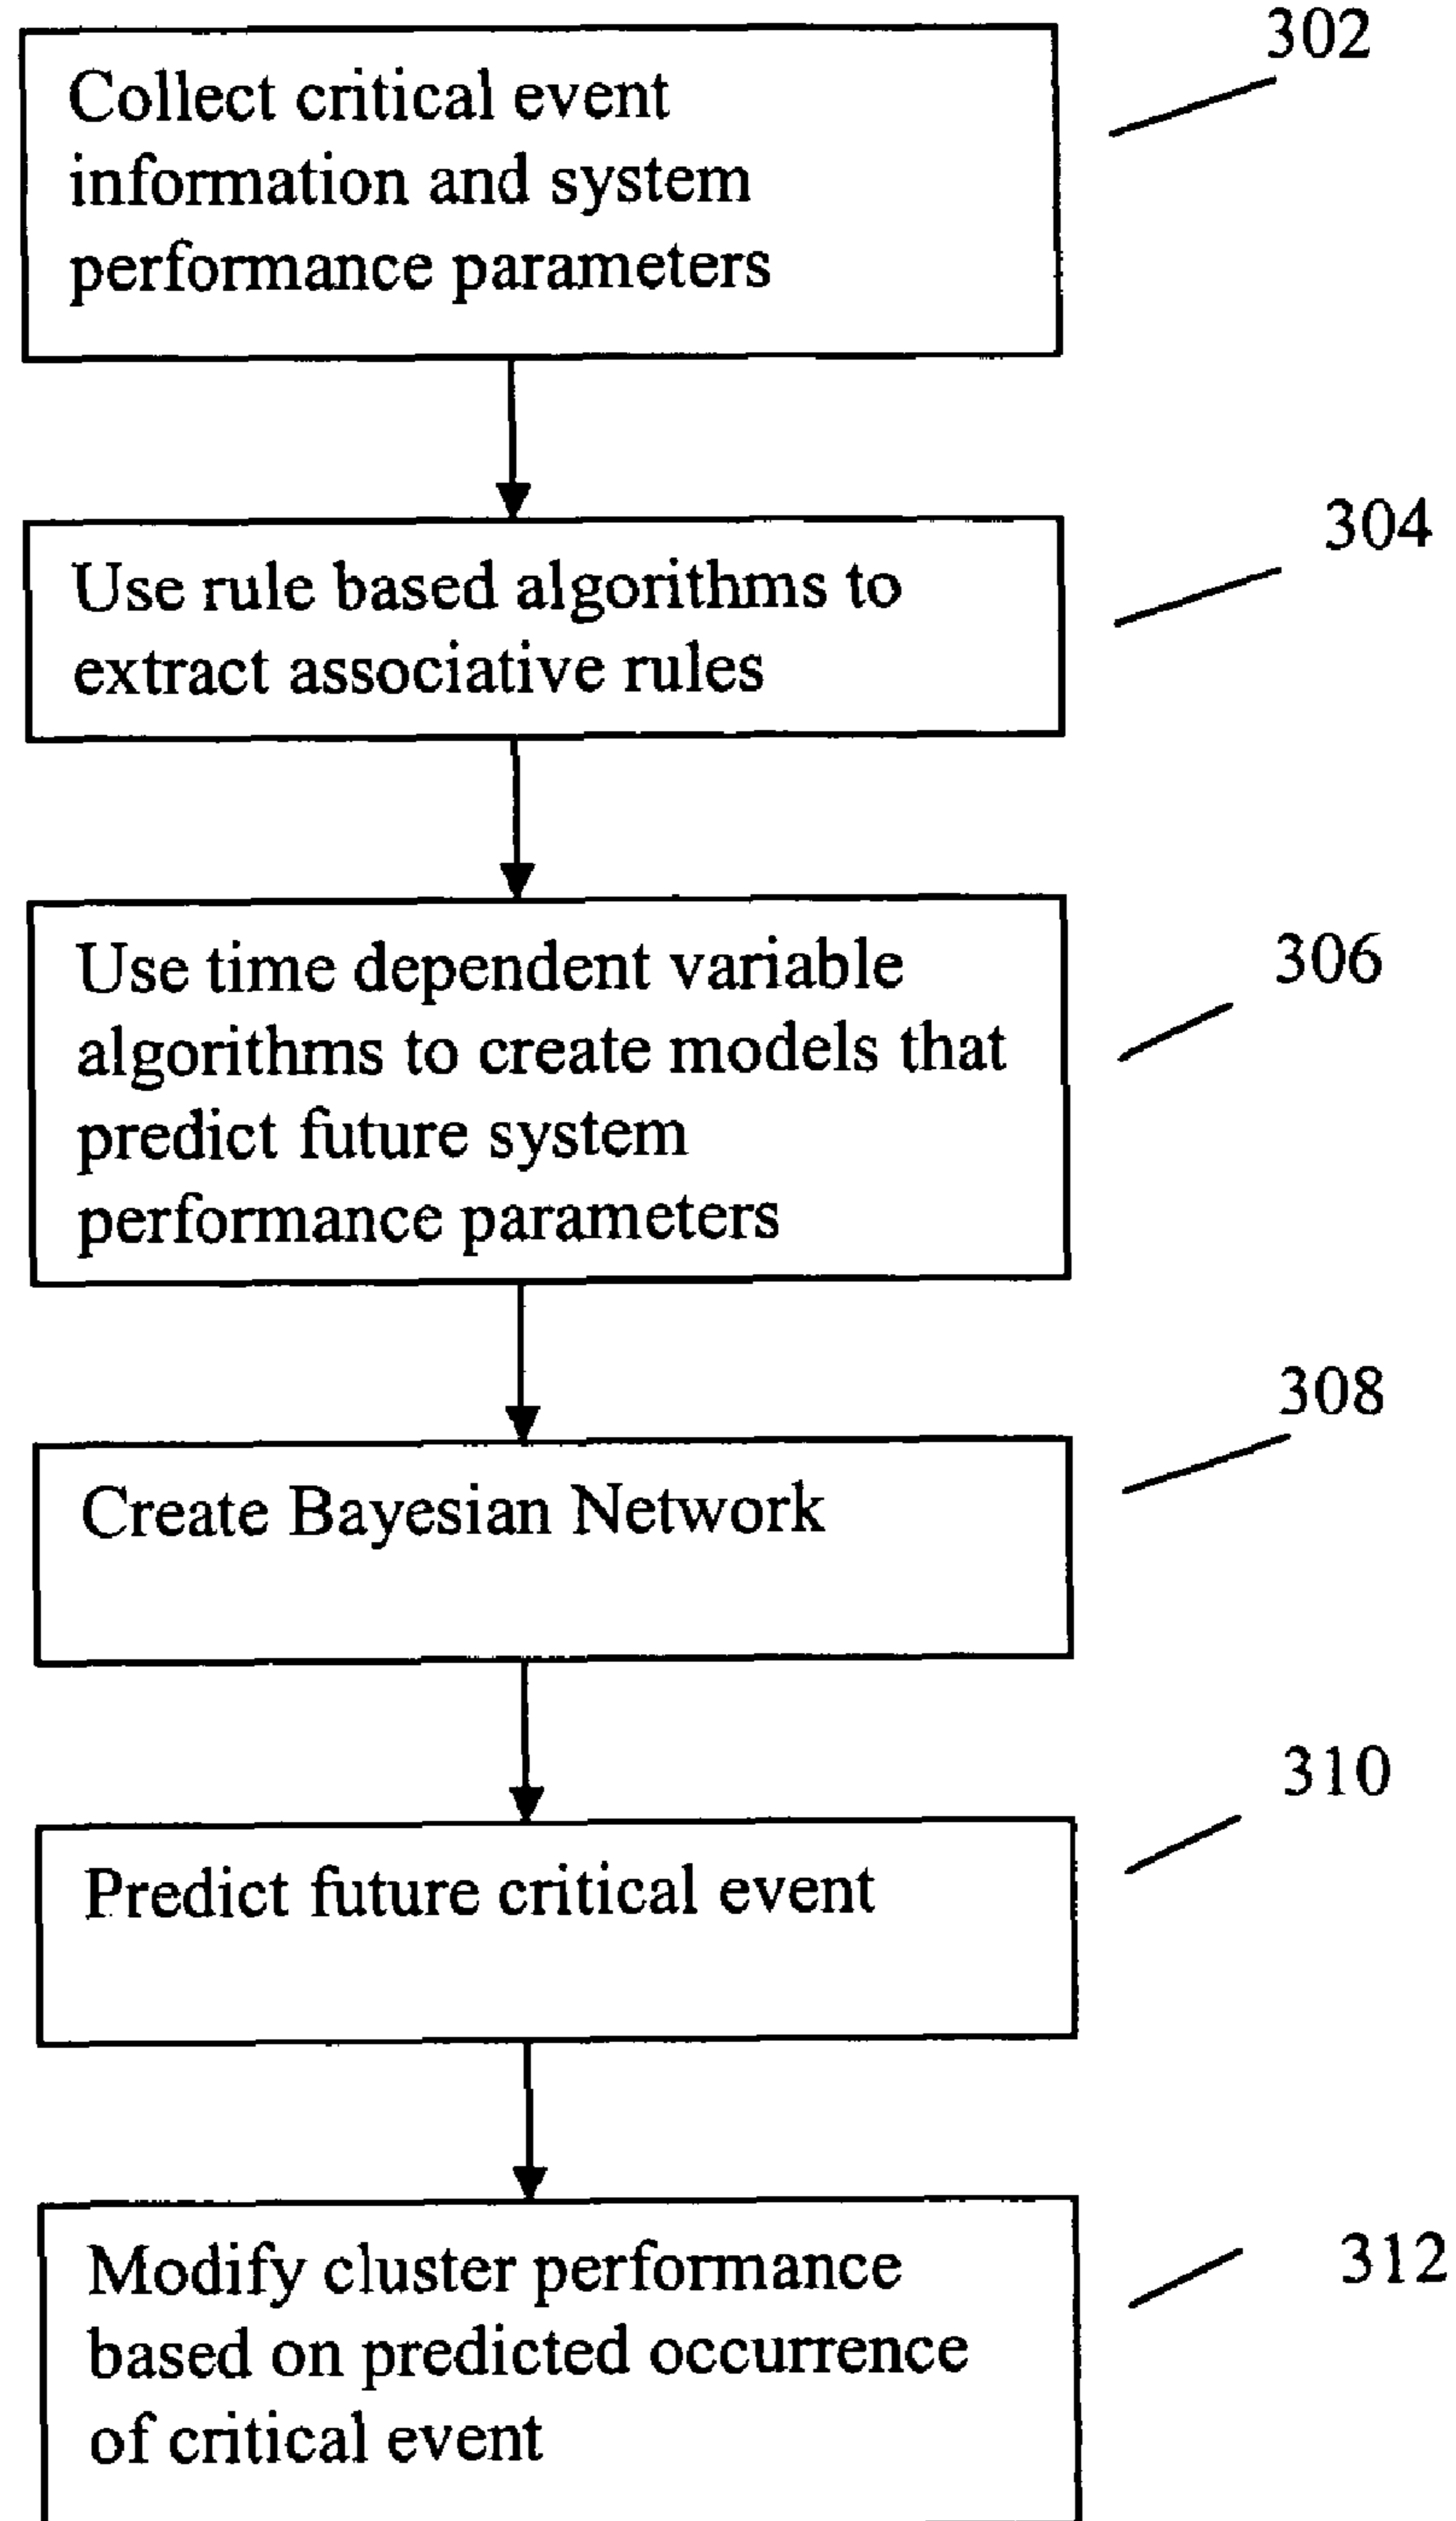 302
Collect critical event
information and system
performance parameters
304
Use rule based algorithms to
extract associative rules
306
Use time dependent variable
algorithms to create models that
predict future system
performance parameters
308
Create Bayesian Network
310
Predict future critical event
312
Modify cluster performance
based on predicted occurrence
of critical event